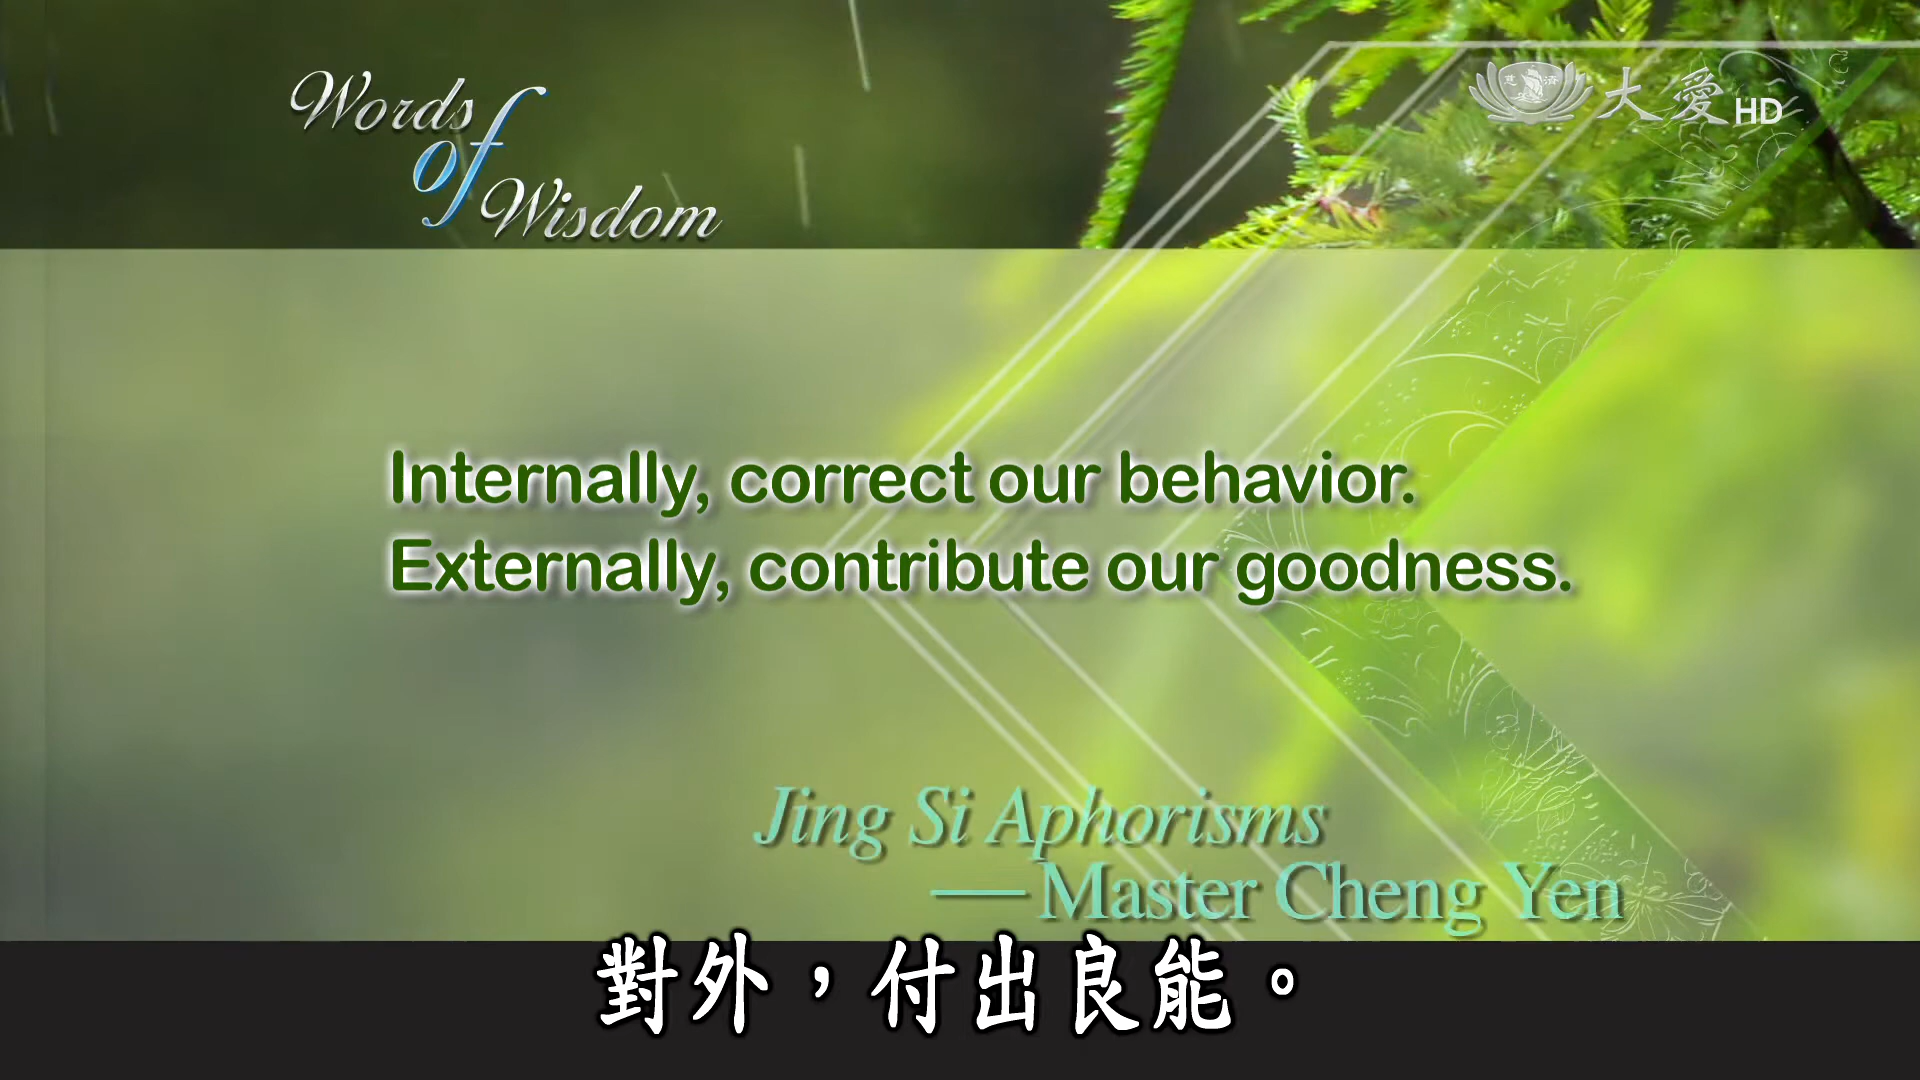 Words
of
Wisdom
大愛HD
Internally, correct our behavior.
Externally, contribute our goodness.
Jing Si Aphorisms
—Master Cheng Yen
對外，付出良能。